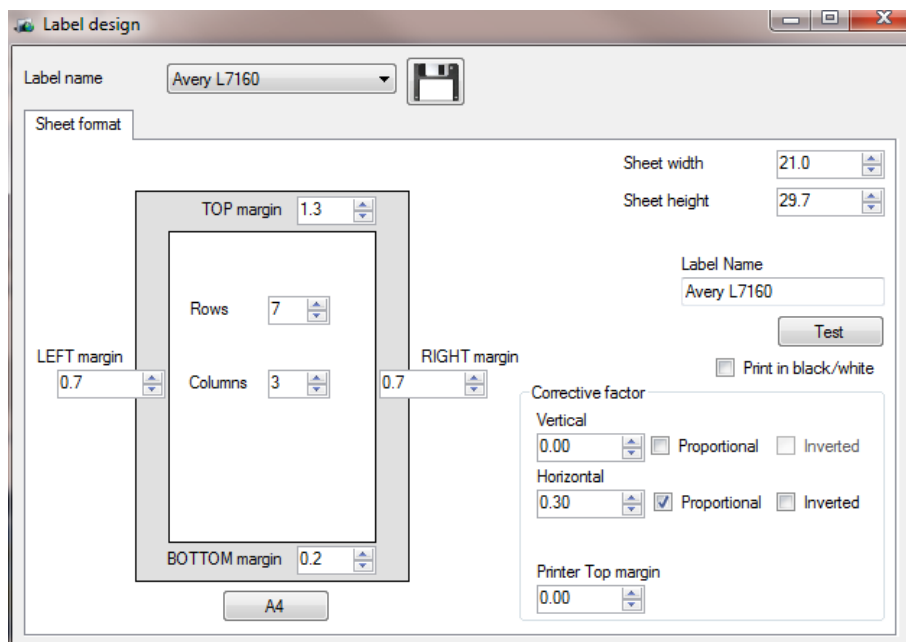 Label design
Label name
Avery L7160
Sheet format
Sheet width 21.0
Sheet height 29.7
TOP margin 1.3
Rows 7
Columns 3
LEFT margin
0.7
RIGHT margin
0.7
BOTTOM margin 0.2
A4
Label Name
Avery L7160
Test
Print in black/white
Corrective factor
Vertical
0.00 Proportional Inverted
Horizontal
0.30 Proportional Inverted
Printer Top margin
0.00